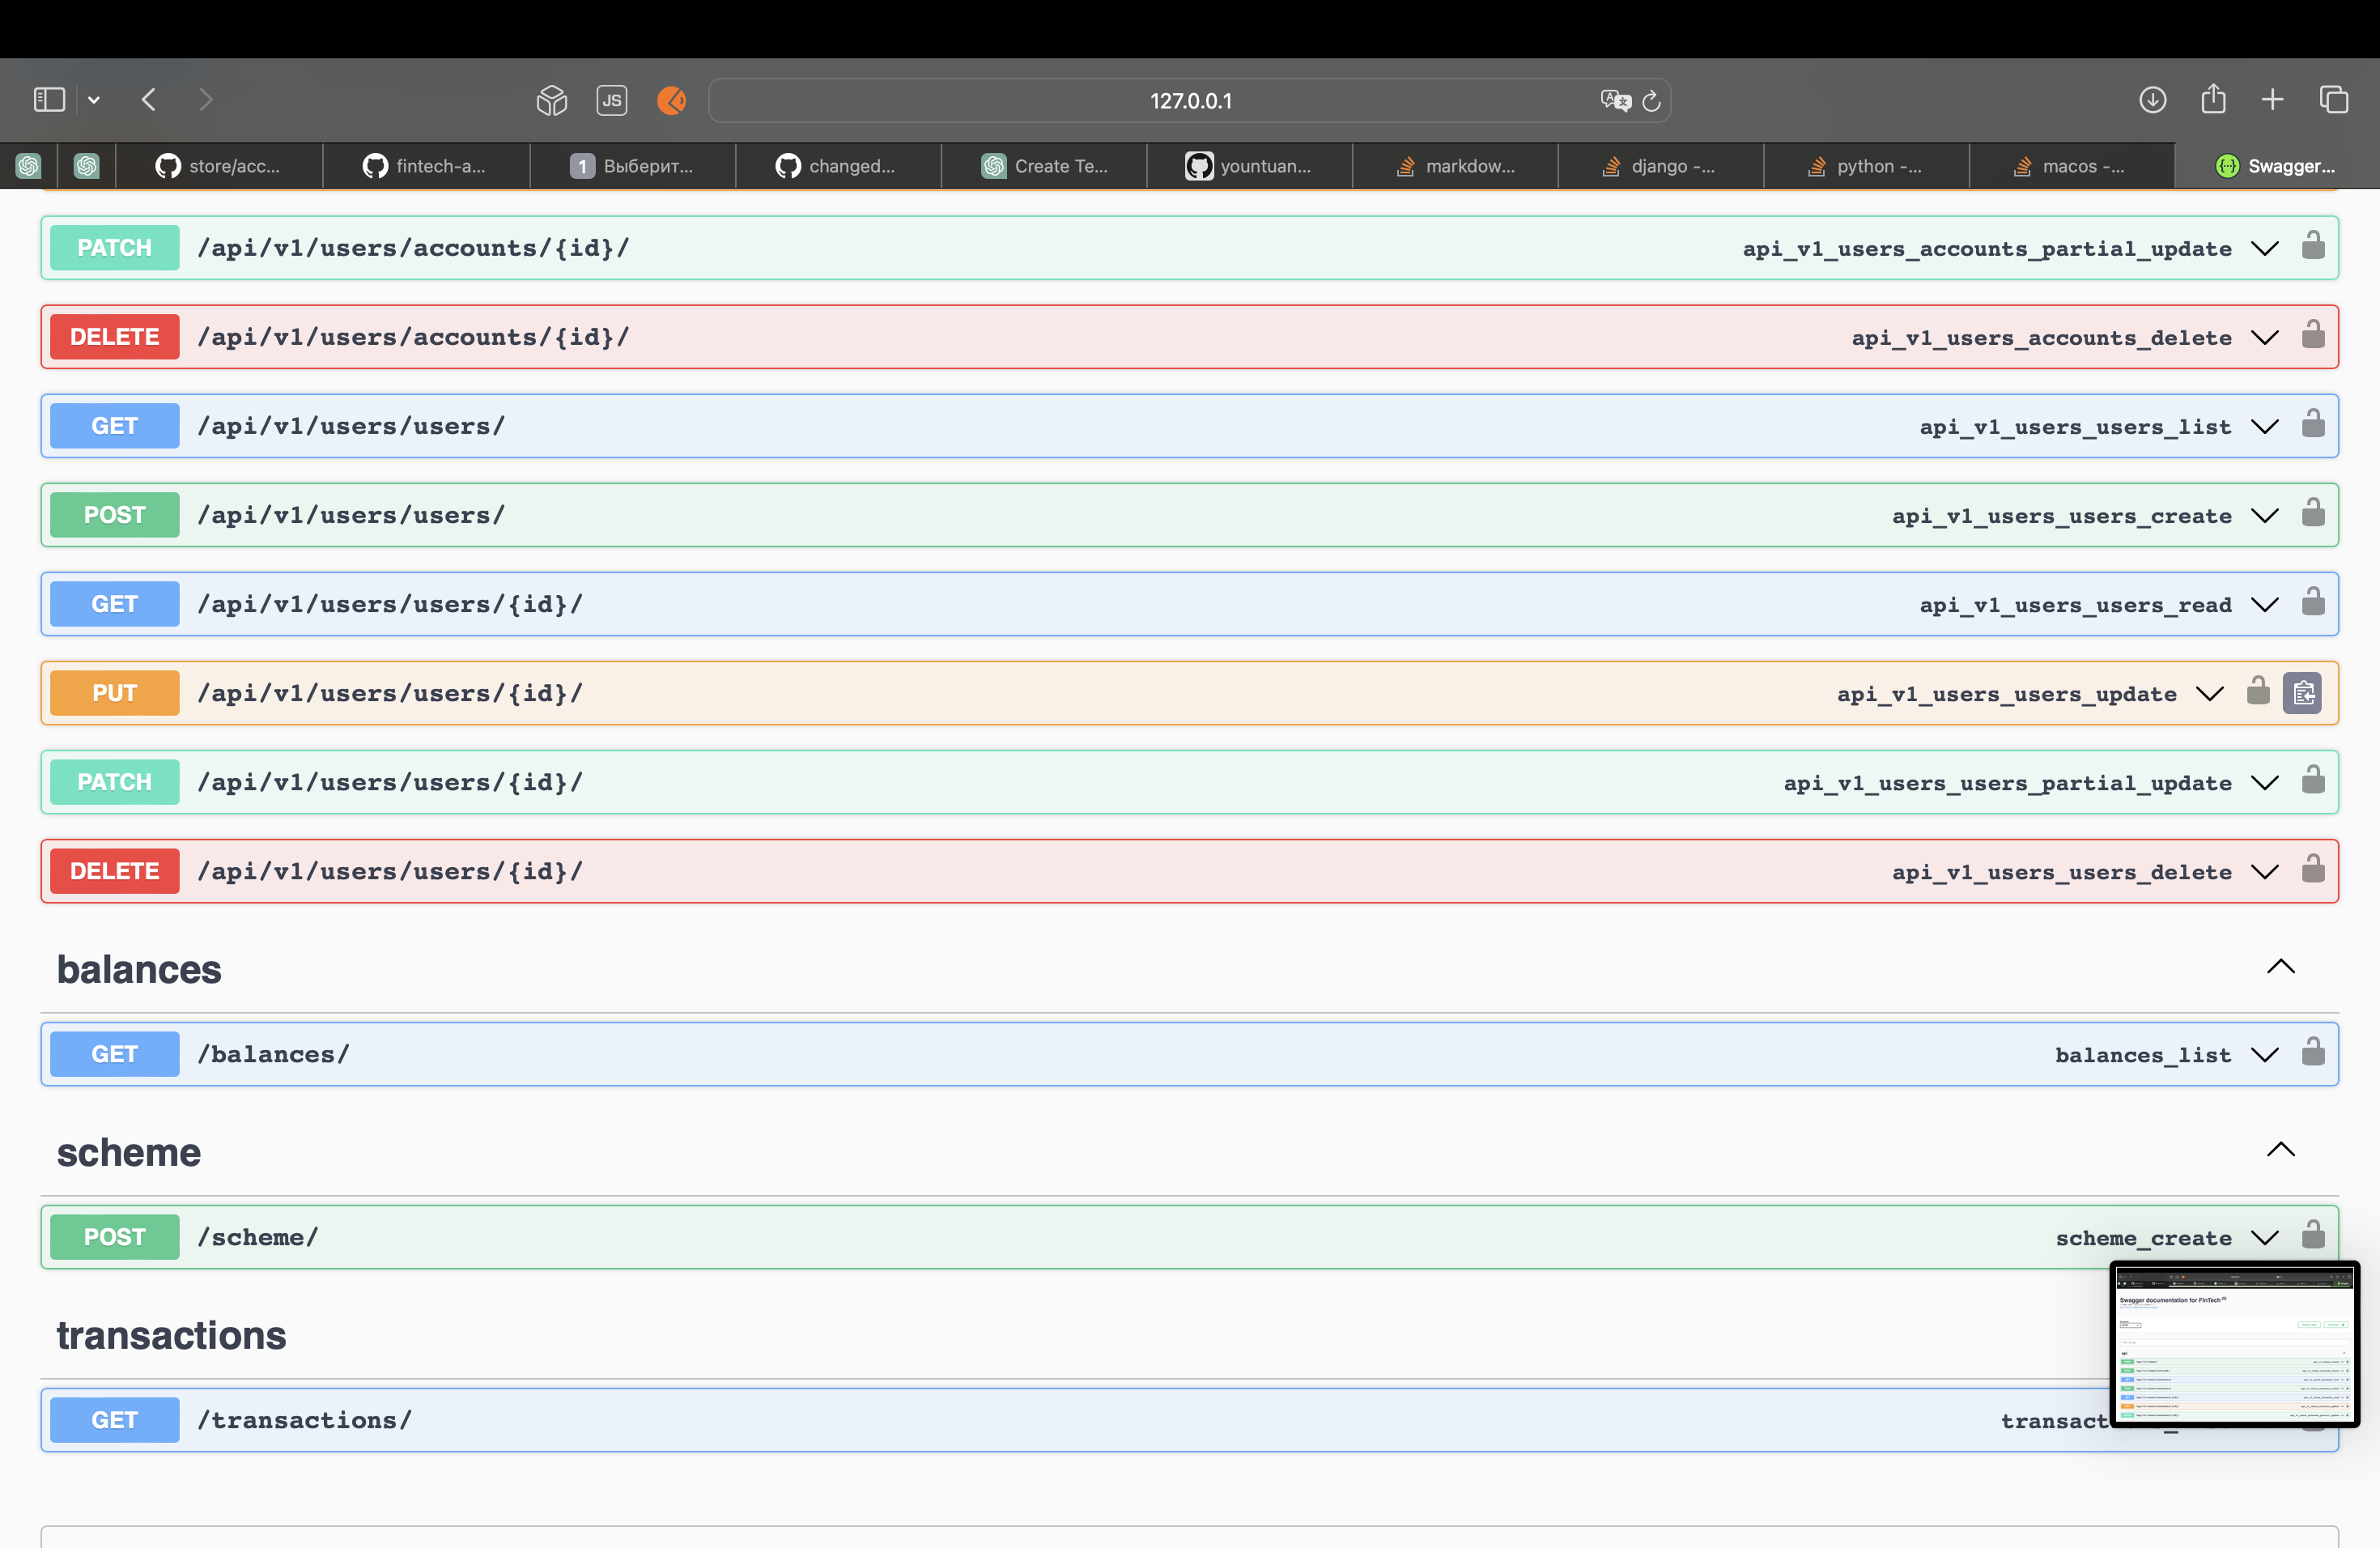 JS
127.0.0.1
store/acc... fintech-a... 1 Выберит... changed... Create Te... yountuan... markdow... django -... python -... macos -... Swagger...
PATCH /api/v1/users/accounts/{id}/ api_v1_users_accounts_partial_update
DELETE /api/v1/users/accounts/{id}/ api_v1_users_accounts_delete
GET /api/v1/users/users/ api_v1_users_users_list
POST /api/v1/users/users/ api_v1_users_users_create
GET /api/v1/users/users/{id}/ api_v1_users_users_read
PUT /api/v1/users/users/{id}/ api_v1_users_users_update
PATCH /api/v1/users/users/{id}/ api_v1_users_users_partial_update
DELETE /api/v1/users/users/{id}/ api_v1_users_users_delete
balances
GET /balances/ balances_list
scheme
POST /scheme/ scheme_create
Swagger documentation for FinTech
transactions
GET /transactions/ transact